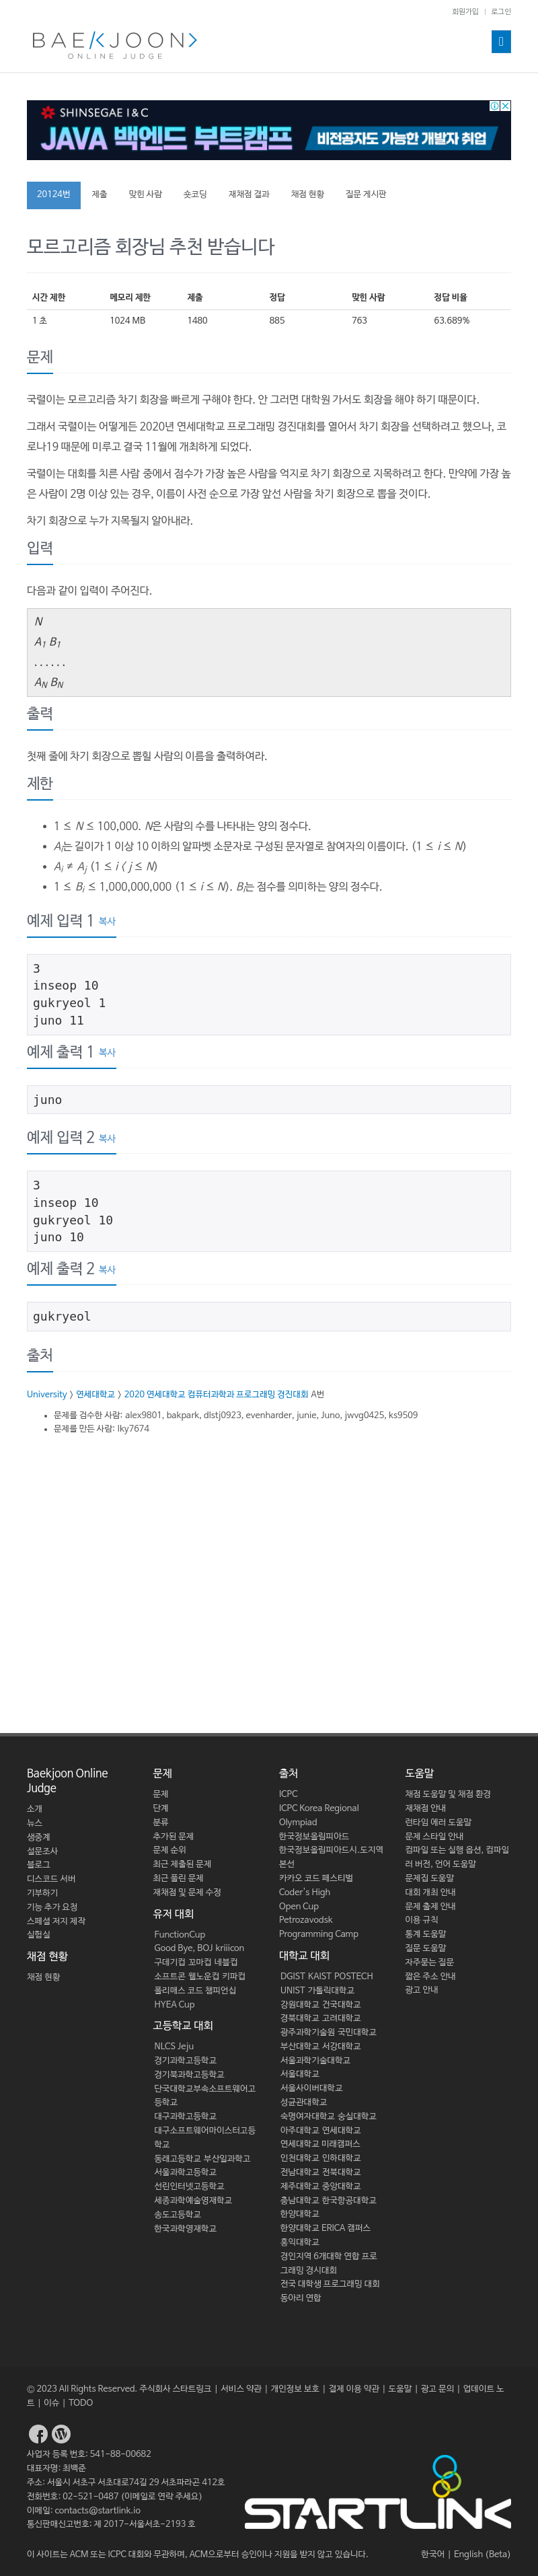 회원가입 | 로그인
BAEKJOON
ONLINE JUDGE
SHINSEGAE I&C
JAVA 백엔드 부트캠프 비전공자도 가능한 개발자 취업
20124번 제출 맞힌 사람 숏코딩 재채점 결과 채점 현황 질문 게시판
모르고리즘 회장님 추천 받습니다
시간 제한 메모리 제한 제출 정답 맞힌 사람 정답 비율
1 초 1024 MB 1480 885 763 63.689%
문제
국렬이는 모르고리즘 차기 회장을 빠르게 구해야 한다. 안 그러면 대학원 가서도 회장을 해야 하기 때문이다.
그래서 국렬이는 어떻게든 2020년 연세대학교 프로그래밍 경진대회를 열어서 차기 회장을 선택하려고 했으나, 코
로나19 때문에 미루고 결국 11월에 개최하게 되었다.
국렬이는 대회를 치른 사람 중에서 점수가 가장 높은 사람을 억지로 차기 회장으로 지목하려고 한다. 만약에 가장 높
은 사람이 2명 이상 있는 경우, 이름이 사전 순으로 가장 앞선 사람을 차기 회장으로 뽑을 것이다.
차기 회장으로 누가 지목될지 알아내라.
입력
다음과 같이 입력이 주어진다.
N
A1 B1
......
AN BN
출력
첫째 줄에 차기 회장으로 뽑힐 사람의 이름을 출력하여라.
제한
• 1 ≤ N ≤ 100,000. N은 사람의 수를 나타내는 양의 정수다.
• Ai는 길이가 1 이상 10 이하의 알파벳 소문자로 구성된 문자열로 참여자의 이름이다. (1 ≤ i ≤ N)
• Ai ≠ Aj (1 ≤ i < j ≤ N)
• 1 ≤ Bi ≤ 1,000,000,000 (1 ≤ i ≤ N). Bi는 점수를 의미하는 양의 정수다.
예제 입력 1 복사
3
inseop 10
gukryeol 1
juno 11
예제 출력 1 복사
juno
예제 입력 2 복사
3
inseop 10
gukryeol 10
juno 10
예제 출력 2 복사
gukryeol
출처
University > 연세대학교 > 2020 연세대학교 컴퓨터과학과 프로그래밍 경진대회 A번
• 문제를 검수한 사람: alex9801, bakpark, dlstj0923, evenharder, junie, Juno, jwvg0425, ks9509
• 문제를 만든 사람: lky7674
Baekjoon Online
Judge
소개
뉴스
생중계
설문조사
블로그
디스코드 서버
기부하기
기능 추가 요청
스페셜 저지 제작
실험실
채점 현황
채점 현황
문제
문제
단계
분류
추가된 문제
문제 순위
최근 제출된 문제
최근 풀린 문제
재채점 및 문제 수정
유저 대회
FunctionCup
Good Bye, BOJ kriiicon
구데기컵 꼬마컵 네블컵
소프트콘 웰노운컵 키파컵
폴리매스 코드 챔피언십
HYEA Cup
고등학교 대회
NLCS Jeju
경기과학고등학교
경기북과학고등학교
단국대학교부속소프트웨어고
등학교
대구과학고등학교
대구소프트웨어마이스터고등
학교
동래고등학교 부산일과학고
서울과학고등학교
선린인터넷고등학교
세종과학예술영재학교
송도고등학교
한국과학영재학교
출처
ICPC
ICPC Korea Regional
Olympiad
한국정보올림피아드
한국정보올림피아드시.도지역
본선
카카오 코드 페스티벌
Coder's High
Open Cup
Petrozavodsk
Programming Camp
대학교 대회
DGIST KAIST POSTECH
UNIST 가톨릭대학교
강원대학교 건국대학교
경북대학교 고려대학교
광주과학기술원 국민대학교
부산대학교 서강대학교
서울과학기술대학교
서울대학교
서울사이버대학교
성균관대학교
숙명여자대학교 숭실대학교
아주대학교 연세대학교
연세대학교 미래캠퍼스
인천대학교 인하대학교
전남대학교 전북대학교
제주대학교 중앙대학교
충남대학교 한국항공대학교
한양대학교
한양대학교 ERICA 캠퍼스
홍익대학교
경인지역 6개대학 연합 프로
그래밍 경시대회
전국 대학생 프로그래밍 대회
동아리 연합
도움말
채점 도움말 및 채점 환경
재채점 안내
런타임 에러 도움말
문제 스타일 안내
컴파일 또는 실행 옵션, 컴파일
러 버전, 언어 도움말
문제집 도움말
대회 개최 안내
문제 출제 안내
이용 규칙
통계 도움말
질문 도움말
자주묻는 질문
짧은 주소 안내
광고 안내
© 2023 All Rights Reserved. 주식회사 스타트링크 | 서비스 약관 | 개인정보 보호 | 결제 이용 약관 | 도움말 | 광고 문의 | 업데이트 노
트 | 이슈 | TODO
사업자 등록 번호: 541-88-00682
대표자명: 최백준
주소: 서울시 서초구 서초대로74길 29 서초파라곤 412호
전화번호: 02-521-0487 (이메일로 연락 주세요)
이메일: contacts@startlink.io
통신판매신고번호: 제 2017-서울서초-2193 호
STARTLINK
이 사이트는 ACM 또는 ICPC 대회와 무관하며, ACM으로부터 승인이나 지원을 받지 않고 있습니다.
한국어 | English (Beta)